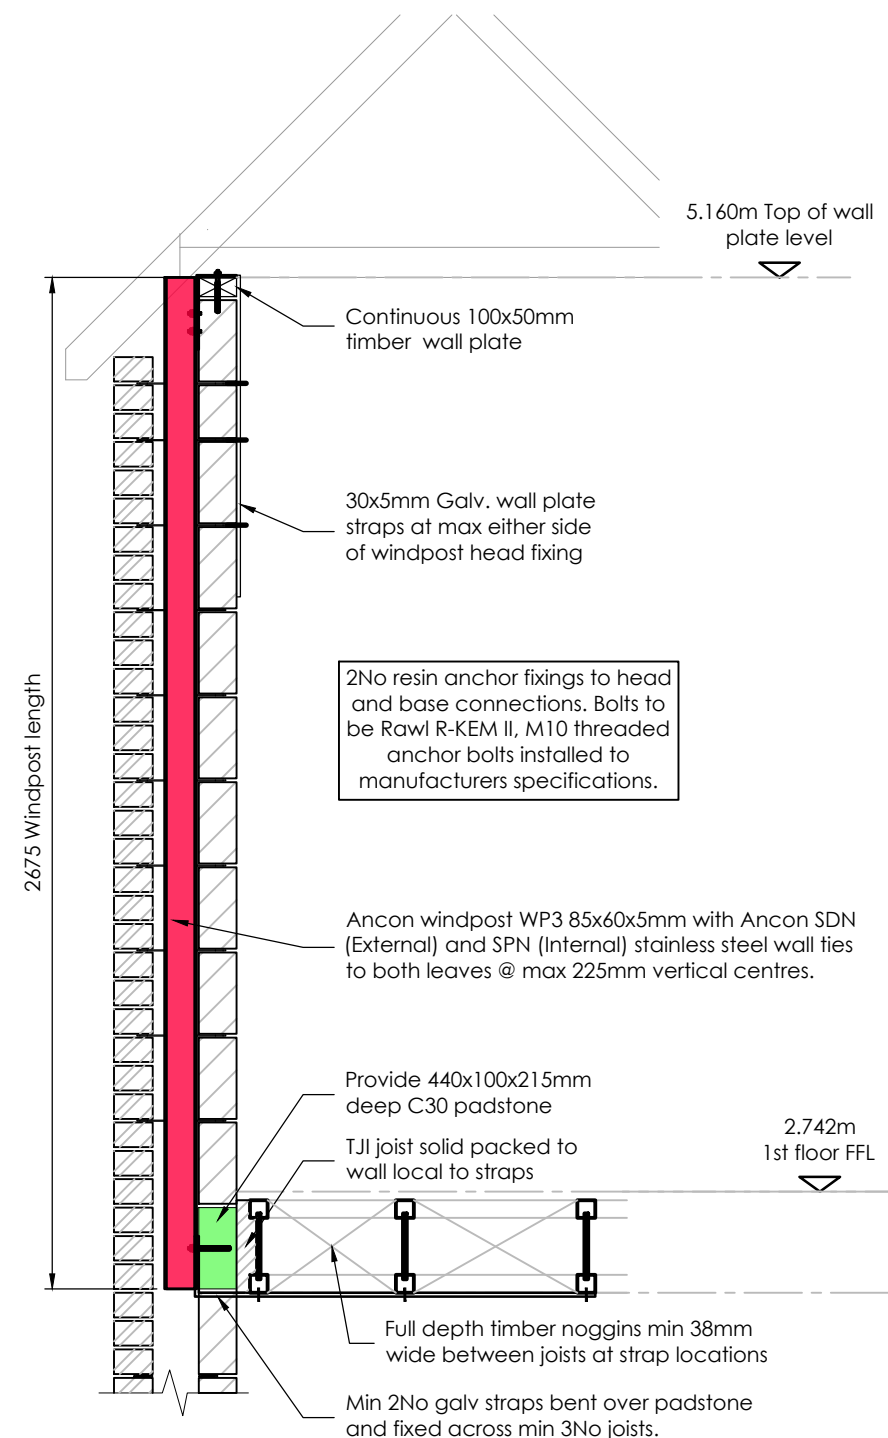 5.160m Top of wall
plate level
Continuous 100x50mm
timber wall plate
30x5mm Galv. wall plate
straps at max either side
of windpost head fixing
2No resin anchor fixings to head
and base connections. Bolts to
be Rawl R-KEM II, M10 threaded
anchor bolts installed to
manufacturers specifications.
2675 Windpost length
Ancon windpost WP3 85x60x5mm with Ancon SDN
(External) and SPN (Internal) stainless steel wall ties
to both leaves @ max 225mm vertical centres.
Provide 440x100x215mm
deep C30 padstone
TJI joist solid packed to
wall local to straps
2.742m
1st floor FFL
Full depth timber noggins min 38mm
wide between joists at strap locations
Min 2No galv straps bent over padstone
and fixed across min 3No joists.